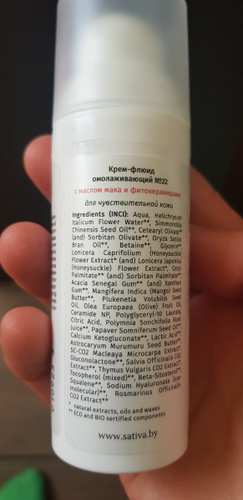 Крем-флюид
омолаживающий №22
с маслом мака и фитокерамидами
для чувствительной кожи
Ingredients (INCI): Aqua, Helichrysum
Italicum Flower Water**, Simmondsia
Chinensis Seed Oil**, Cetearyl Olivate**
(and) Sorbitan Olivate**, Oryza Sativa
Bran Oil**, Betaine**, Glycerin**,
Lonicera Caprifolium (Honeysuckle)
Flower Extract* (and) Lonicera Japonica
(Honeysuckle) Flower Extract*,
Palmitate** (and) Sorbitan Palmitate**,
Acacia Senegal Gum** (and) Xanthan
Gum**, Mangifera Indica (Mango) Seed
Butter**, Plukenetia Volubilis Seed
Oil**, Olea Europaea (Olive) Fruit Oil,
Ceramide NP, Polyglyceryl-10 Laurate,
Citric Acid, Polymnia Sonchifolia Root
Juice**, Papaver Somniferum Seed Oil**,
Calcium Ketogluconate**, Lactic Acid**,
Astrocaryum Murumuru Seed Butter**,
SC-CO2 Macleaya Microcarpa Extract**,
Gluconolactone**, Salvia Officinalis CO2
Extract**, Thymus Vulgaris CO2 Extract**,
Tocopherol (mixed)**, Beta-Sitosterol**,
Squalene**, Sodium Hyaluronate (low
molecular)**, Rosmarinus Officinalis
CO2 Extract**
* natural extracts, oils and waxes
** ECO and BIO sertified components
www.sativa.by